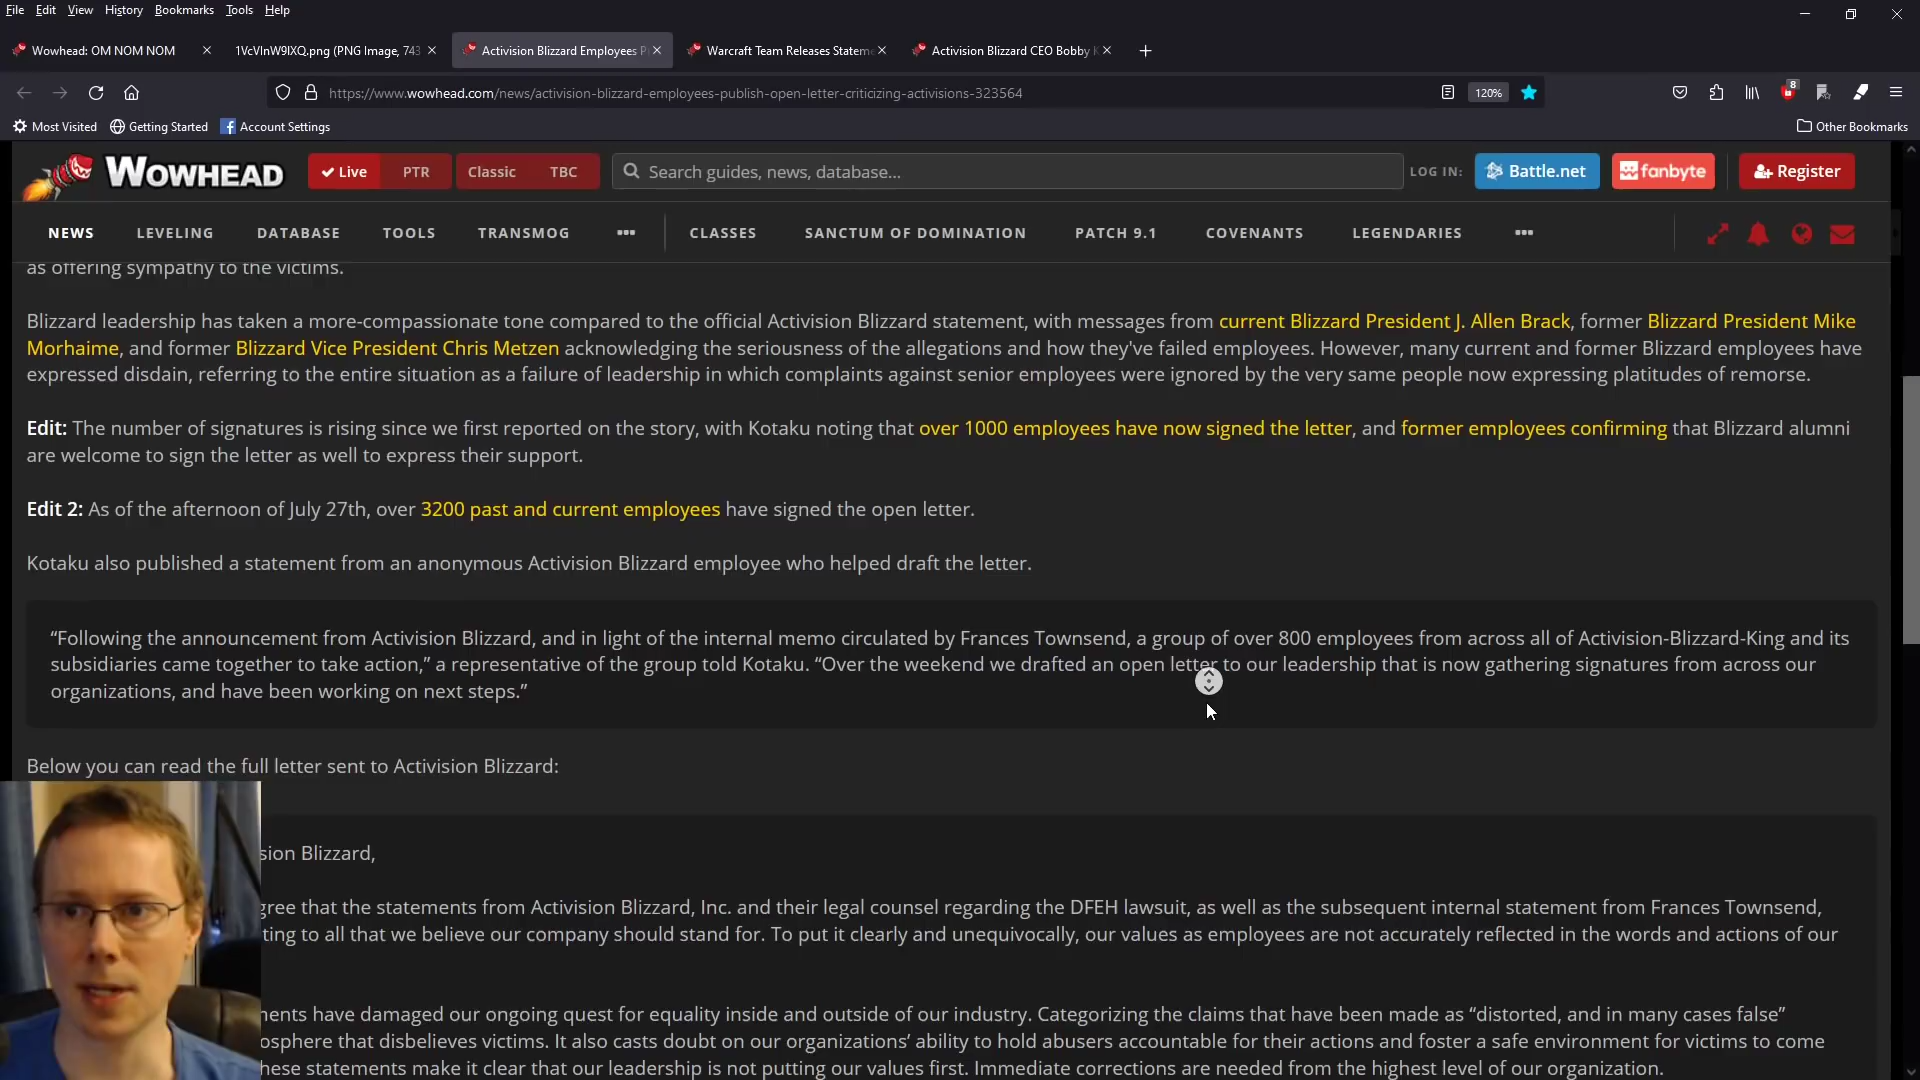 File Edit View History Bookmarks Tools Help
Wowhead: OM NOM NOM
1VcVlnW9lXQ.png (PNG Image, 743
Activision Blizzard Employees P
Warcraft Team Releases Statem
Activision Blizzard CEO Bobby K
https://www.wowhead.com/news/activision-blizzard-employees-publish-open-letter-criticizing-activisions-323564
120%
8
Most Visited
Getting Started
Account Settings
Other Bookmarks
WOWHEAD
Live PTR Classic TBC
Search guides, news, database...
LOG IN:
Battle.net
fanbyte
Register
NEWS LEVELING DATABASE TOOLS TRANSMOG ••• CLASSES SANCTUM OF DOMINATION PATCH 9.1 COVENANTS LEGENDARIES •••
as offering sympathy to the victims.
Blizzard leadership has taken a more-compassionate tone compared to the official Activision Blizzard statement, with messages from current Blizzard President J. Allen Brack, former Blizzard President Mike
Morhaime, and former Blizzard Vice President Chris Metzen acknowledging the seriousness of the allegations and how they've failed employees. However, many current and former Blizzard employees have
expressed disdain, referring to the entire situation as a failure of leadership in which complaints against senior employees were ignored by the very same people now expressing platitudes of remorse.
Edit: The number of signatures is rising since we first reported on the story, with Kotaku noting that over 1000 employees have now signed the letter, and former employees confirming that Blizzard alumni
are welcome to sign the letter as well to express their support.
Edit 2: As of the afternoon of July 27th, over 3200 past and current employees have signed the open letter.
Kotaku also published a statement from an anonymous Activision Blizzard employee who helped draft the letter.
“Following the announcement from Activision Blizzard, and in light of the internal memo circulated by Frances Townsend, a group of over 800 employees from across all of Activision-Blizzard-King and its
subsidiaries came together to take action,” a representative of the group told Kotaku. “Over the weekend we drafted an open letter to our leadership that is now gathering signatures from across our
organizations, and have been working on next steps.”
Below you can read the full letter sent to Activision Blizzard:
sion Blizzard,
gree that the statements from Activision Blizzard, Inc. and their legal counsel regarding the DFEH lawsuit, as well as the subsequent internal statement from Frances Townsend,
ting to all that we believe our company should stand for. To put it clearly and unequivocally, our values as employees are not accurately reflected in the words and actions of our
ments have damaged our ongoing quest for equality inside and outside of our industry. Categorizing the claims that have been made as “distorted, and in many cases false”
osphere that disbelieves victims. It also casts doubt on our organizations’ ability to hold abusers accountable for their actions and foster a safe environment for victims to come
hese statements make it clear that our leadership is not putting our values first. Immediate corrections are needed from the highest level of our organization.